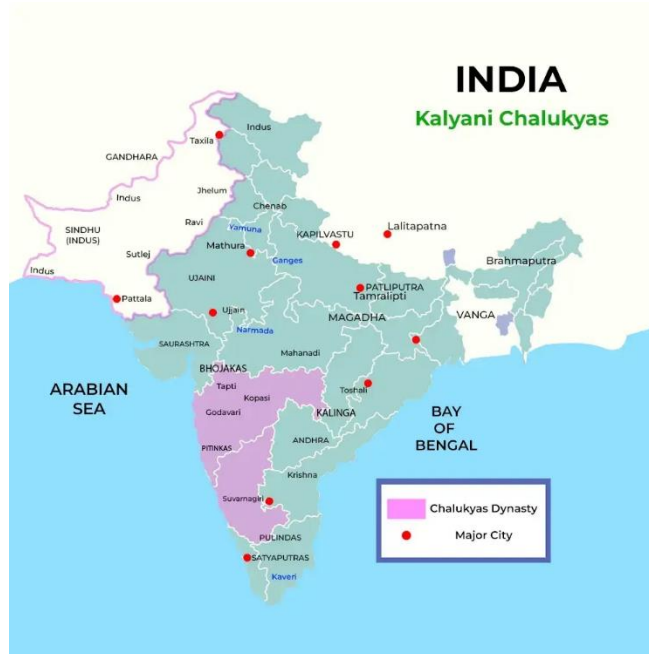 INDIA
Kalyani Chalukyas
Indus
Taxila
GANDHARA
Jhelum
Indus
Chenab
Ravi
Yamuna
Lalitapatna
SINDHU
(INDUS)
KAPILVASTU
Mathura
Sutlej
Ganges
Brahmaputra
Indus
UJAINI
PATLIPUTRA
Tamralipti
Pattala
Ujjain
MAGADHA
VANGA
Narmada
SAURASHTRA
Mahanadi
BHOJAKAS
ARABIAN
SEA
Tapti
Toshali
Kopasi
Godavari
KALINGA
BAY
OF
BENGAL
ANDHRA
PITINKAS
Krishna
Suvarnagiri
Chalukyas Dynasty
Major City
PULINDAS
SATYAPUTRAS
Kaveri